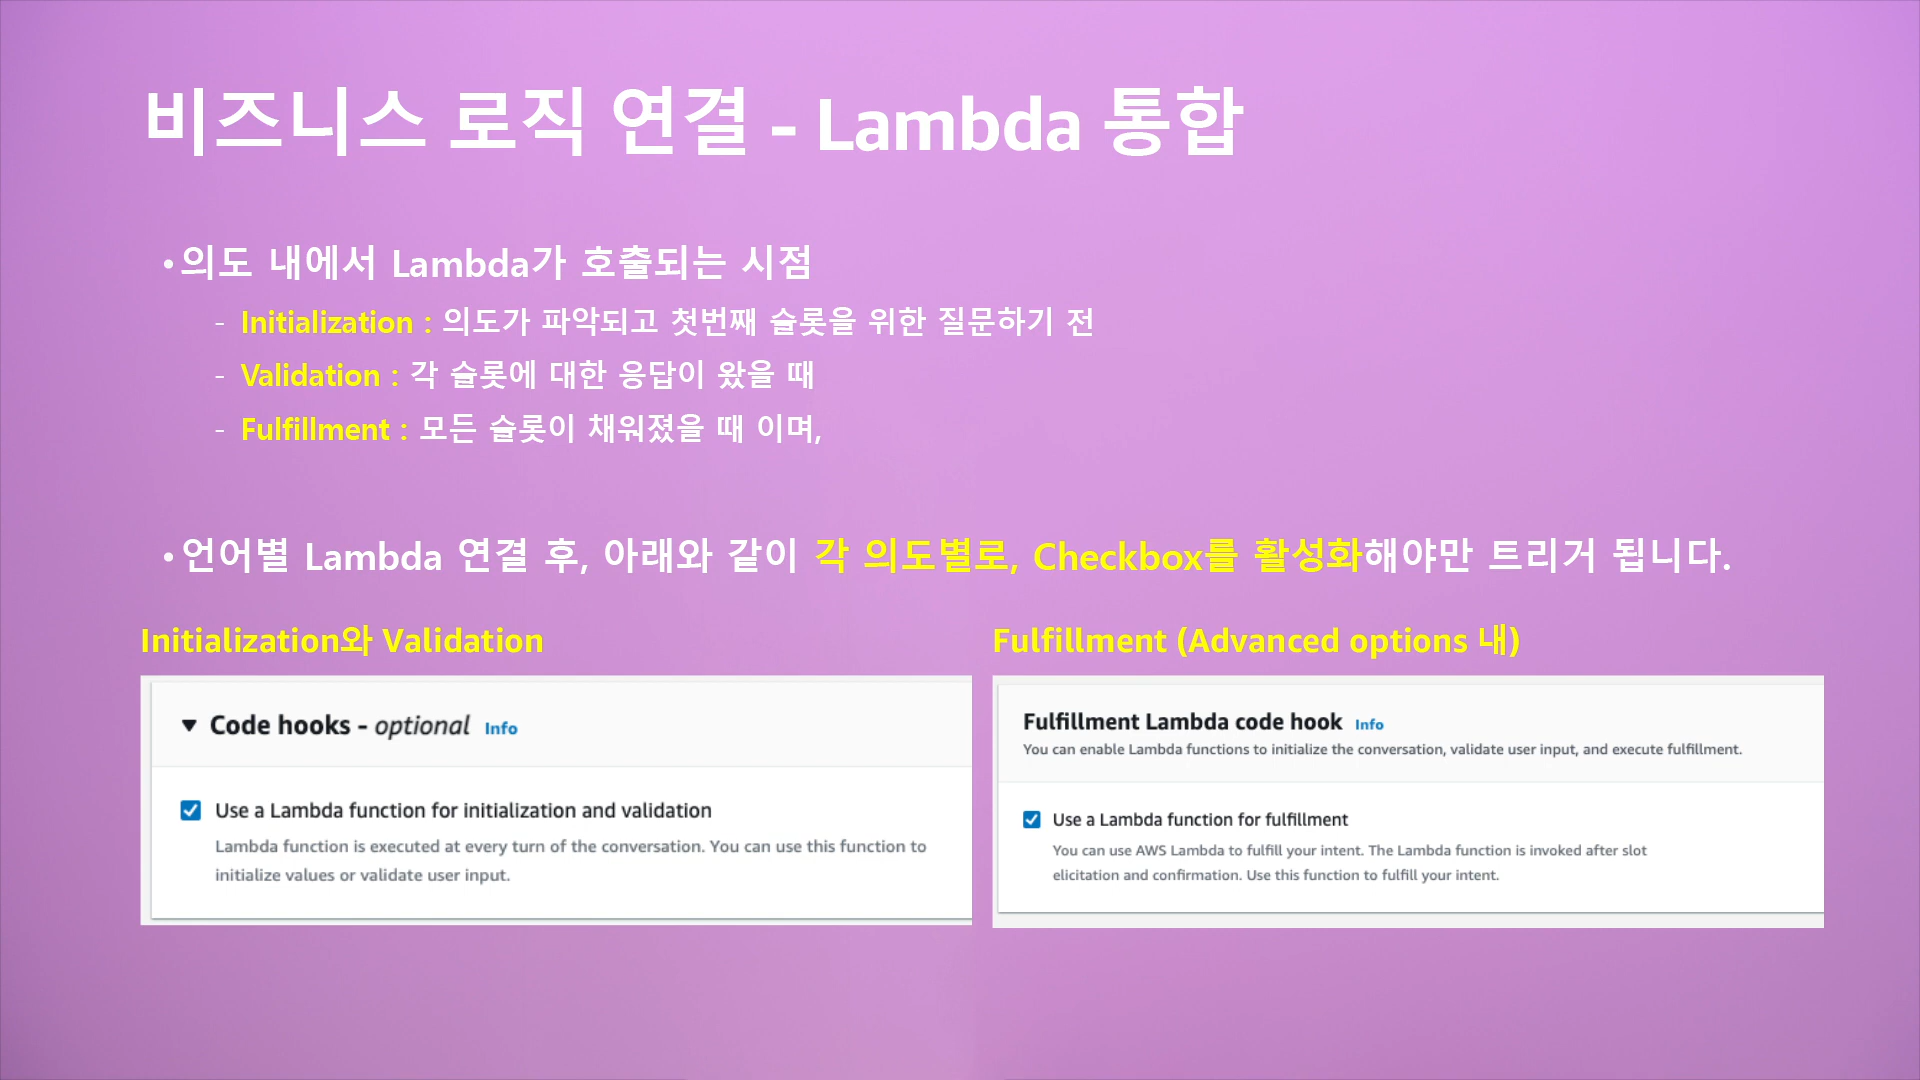 비즈니스 로직 연결 - Lambda 통합
•의도 내에서 Lambda가 호출되는 시점
- Initialization : 의도가 파악되고 첫번째 슬롯을 위한 질문하기 전
- Validation : 각 슬롯에 대한 응답이 왔을 때
- Fulfillment : 모든 슬롯이 채워졌을 때 이며,
•언어별 Lambda 연결 후, 아래와 같이 각 의도별로, Checkbox를 활성화해야만 트리거 됩니다.
Initialization와 Validation
▼ Code hooks - optional Info
Use a Lambda function for initialization and validation
Lambda function is executed at every turn of the conversation. You can use this function to
initialize values or validate user input.
Fulfillment (Advanced options 내)
Fulfillment Lambda code hook Info
You can enable Lambda functions to initialize the conversation, validate user input, and execute fulfillment.
Use a Lambda function for fulfillment
You can use AWS Lambda to fulfill your intent. The Lambda function is invoked after slot
elicitation and confirmation. Use this function to fulfill your intent.